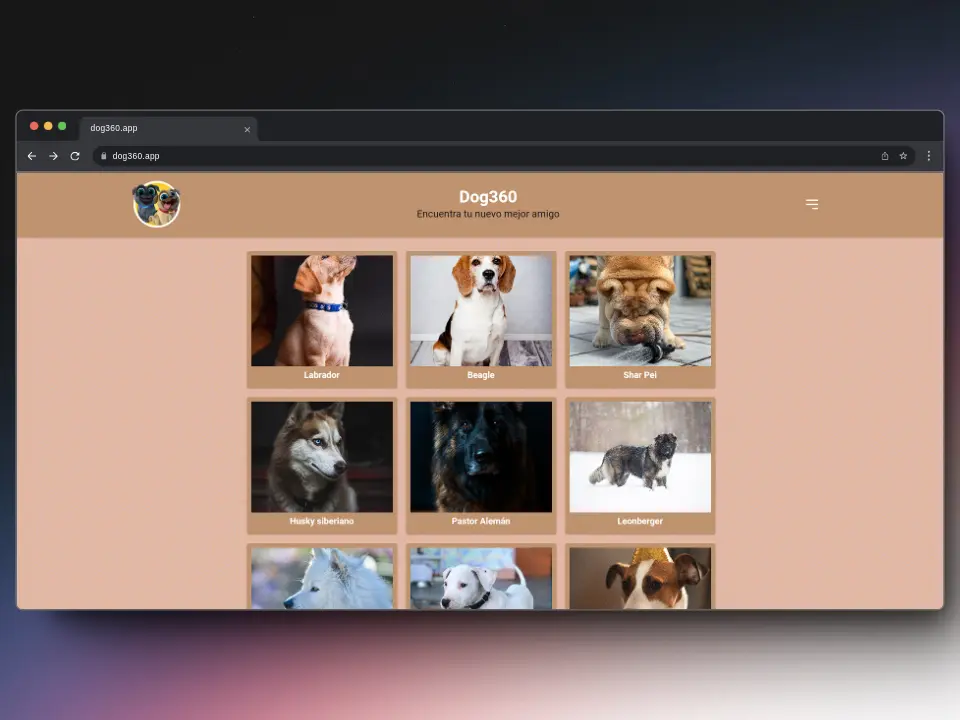 dog360.app
dog360.app
Dog360
Encuentra tu nuevo mejor amigo
Labrador
Beagle
Shar Pei
Husky siberiano
Pastor Alemán
Leonberger